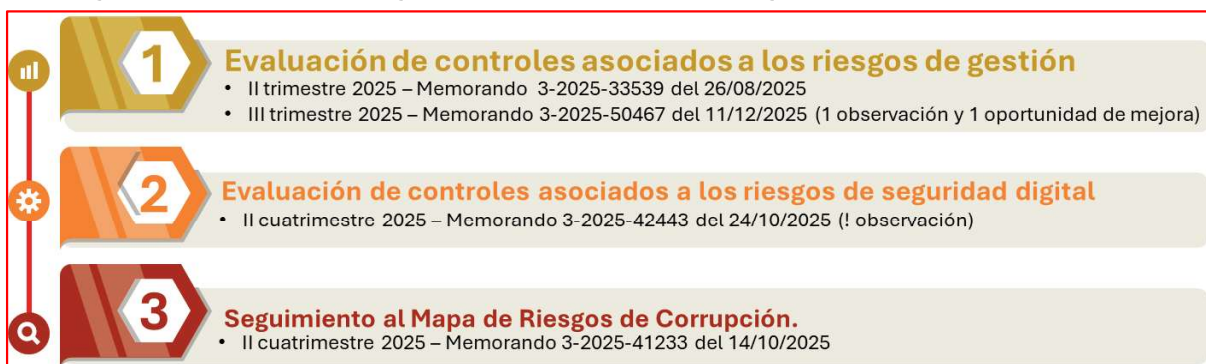 1
Evaluación de controles asociados a los riesgos de gestión
• II trimestre 2025 – Memorando 3-2025-33539 del 26/08/2025
• III trimestre 2025 – Memorando 3-2025-50467 del 11/12/2025 (1 observación y 1 oportunidad de mejora)
2
Evaluación de controles asociados a los riesgos de seguridad digital
• II cuatrimestre 2025 – Memorando 3-2025-42443 del 24/10/2025 (! observación)
3
Seguimiento al Mapa de Riesgos de Corrupción.
• II cuatrimestre 2025 – Memorando 3-2025-41233 del 14/10/2025